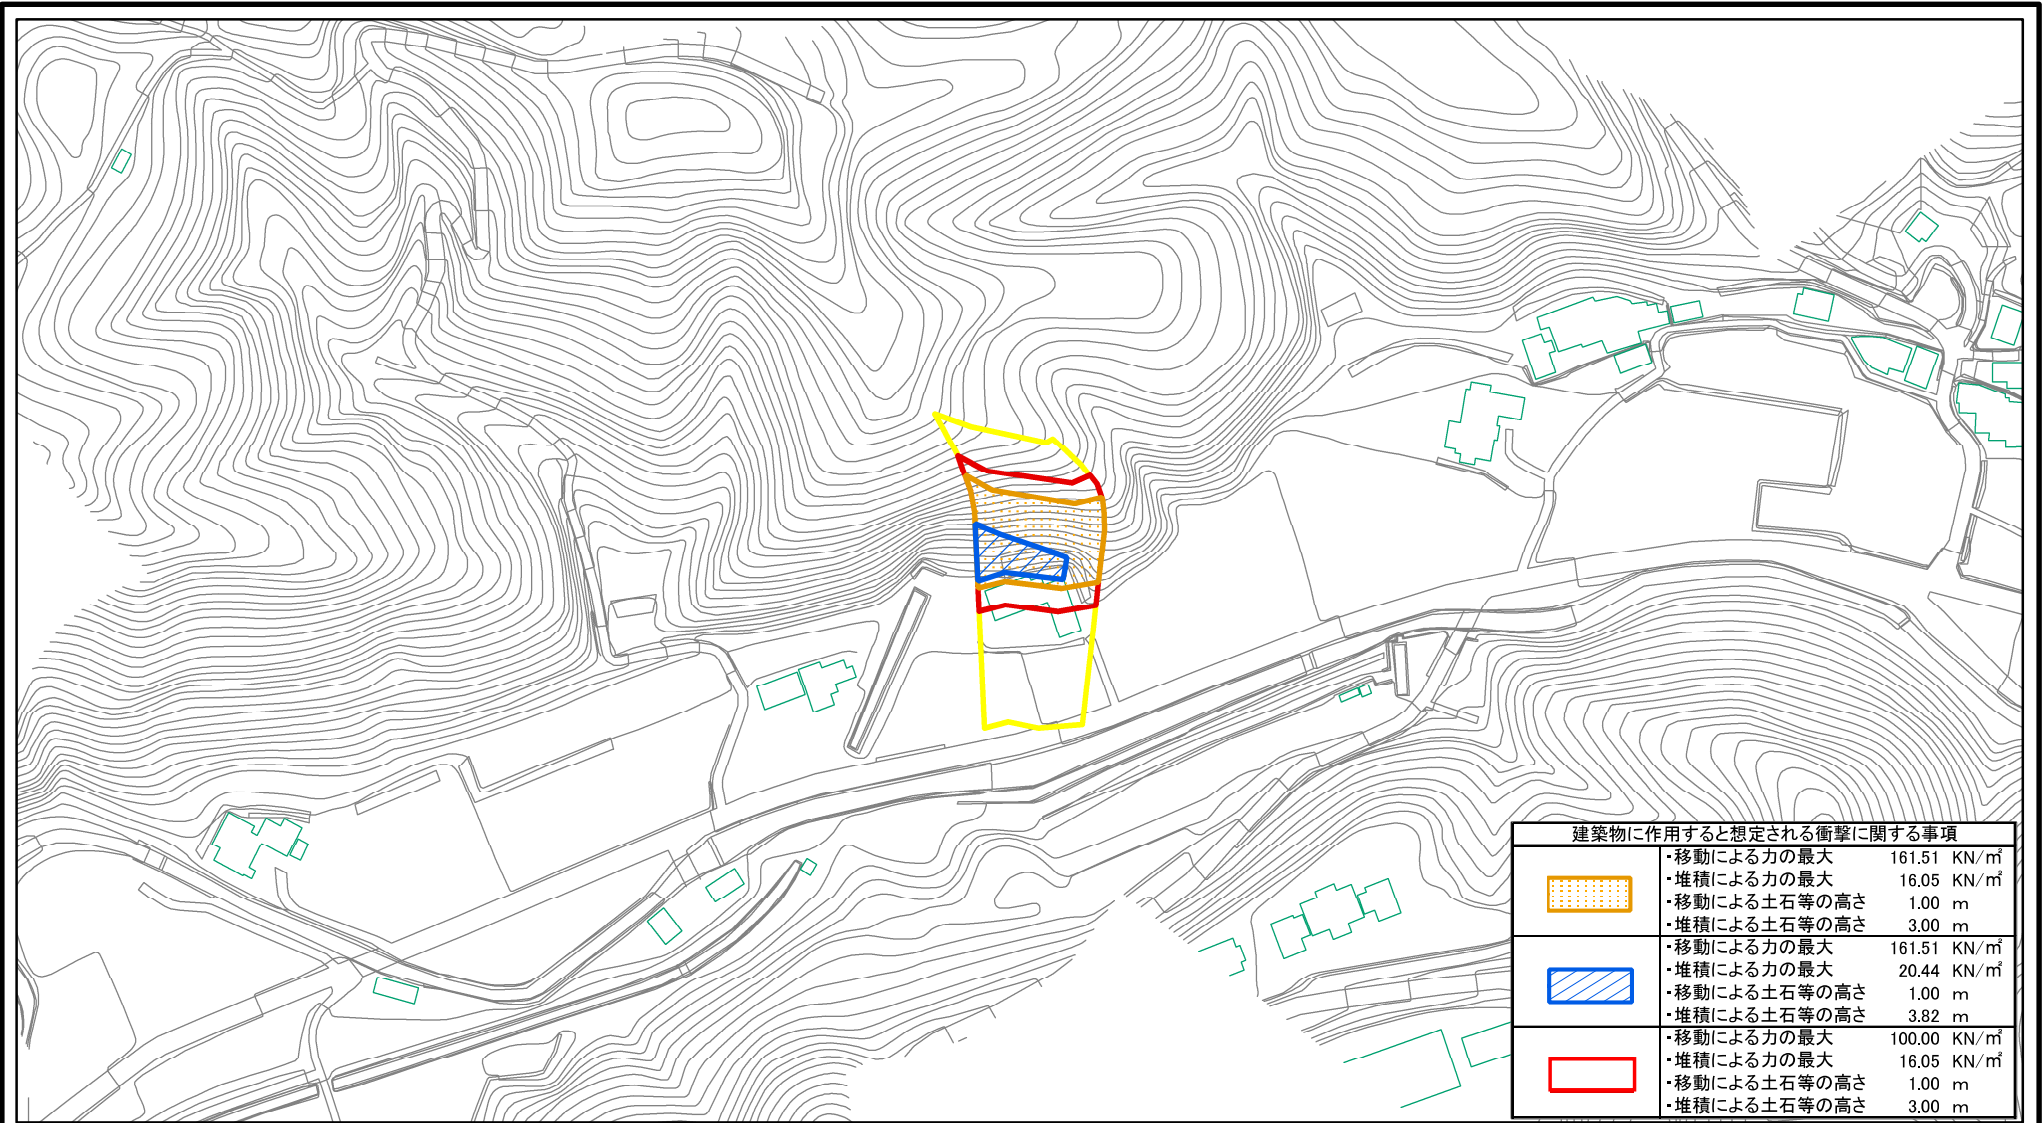 建築物に作用すると想定される衝撃に関する事項
・移動による力の最大 161.51 KN/㎡
・堆積による力の最大 16.05 KN/㎡
・移動による土石等の高さ 1.00 m
・堆積による土石等の高さ 3.00 m
・移動による力の最大 161.51 KN/㎡
・堆積による力の最大 20.44 KN/㎡
・移動による土石等の高さ 1.00 m
・堆積による土石等の高さ 3.82 m
・移動による力の最大 100.00 KN/㎡
・堆積による力の最大 16.05 KN/㎡
・移動による土石等の高さ 1.00 m
・堆積による土石等の高さ 3.00 m